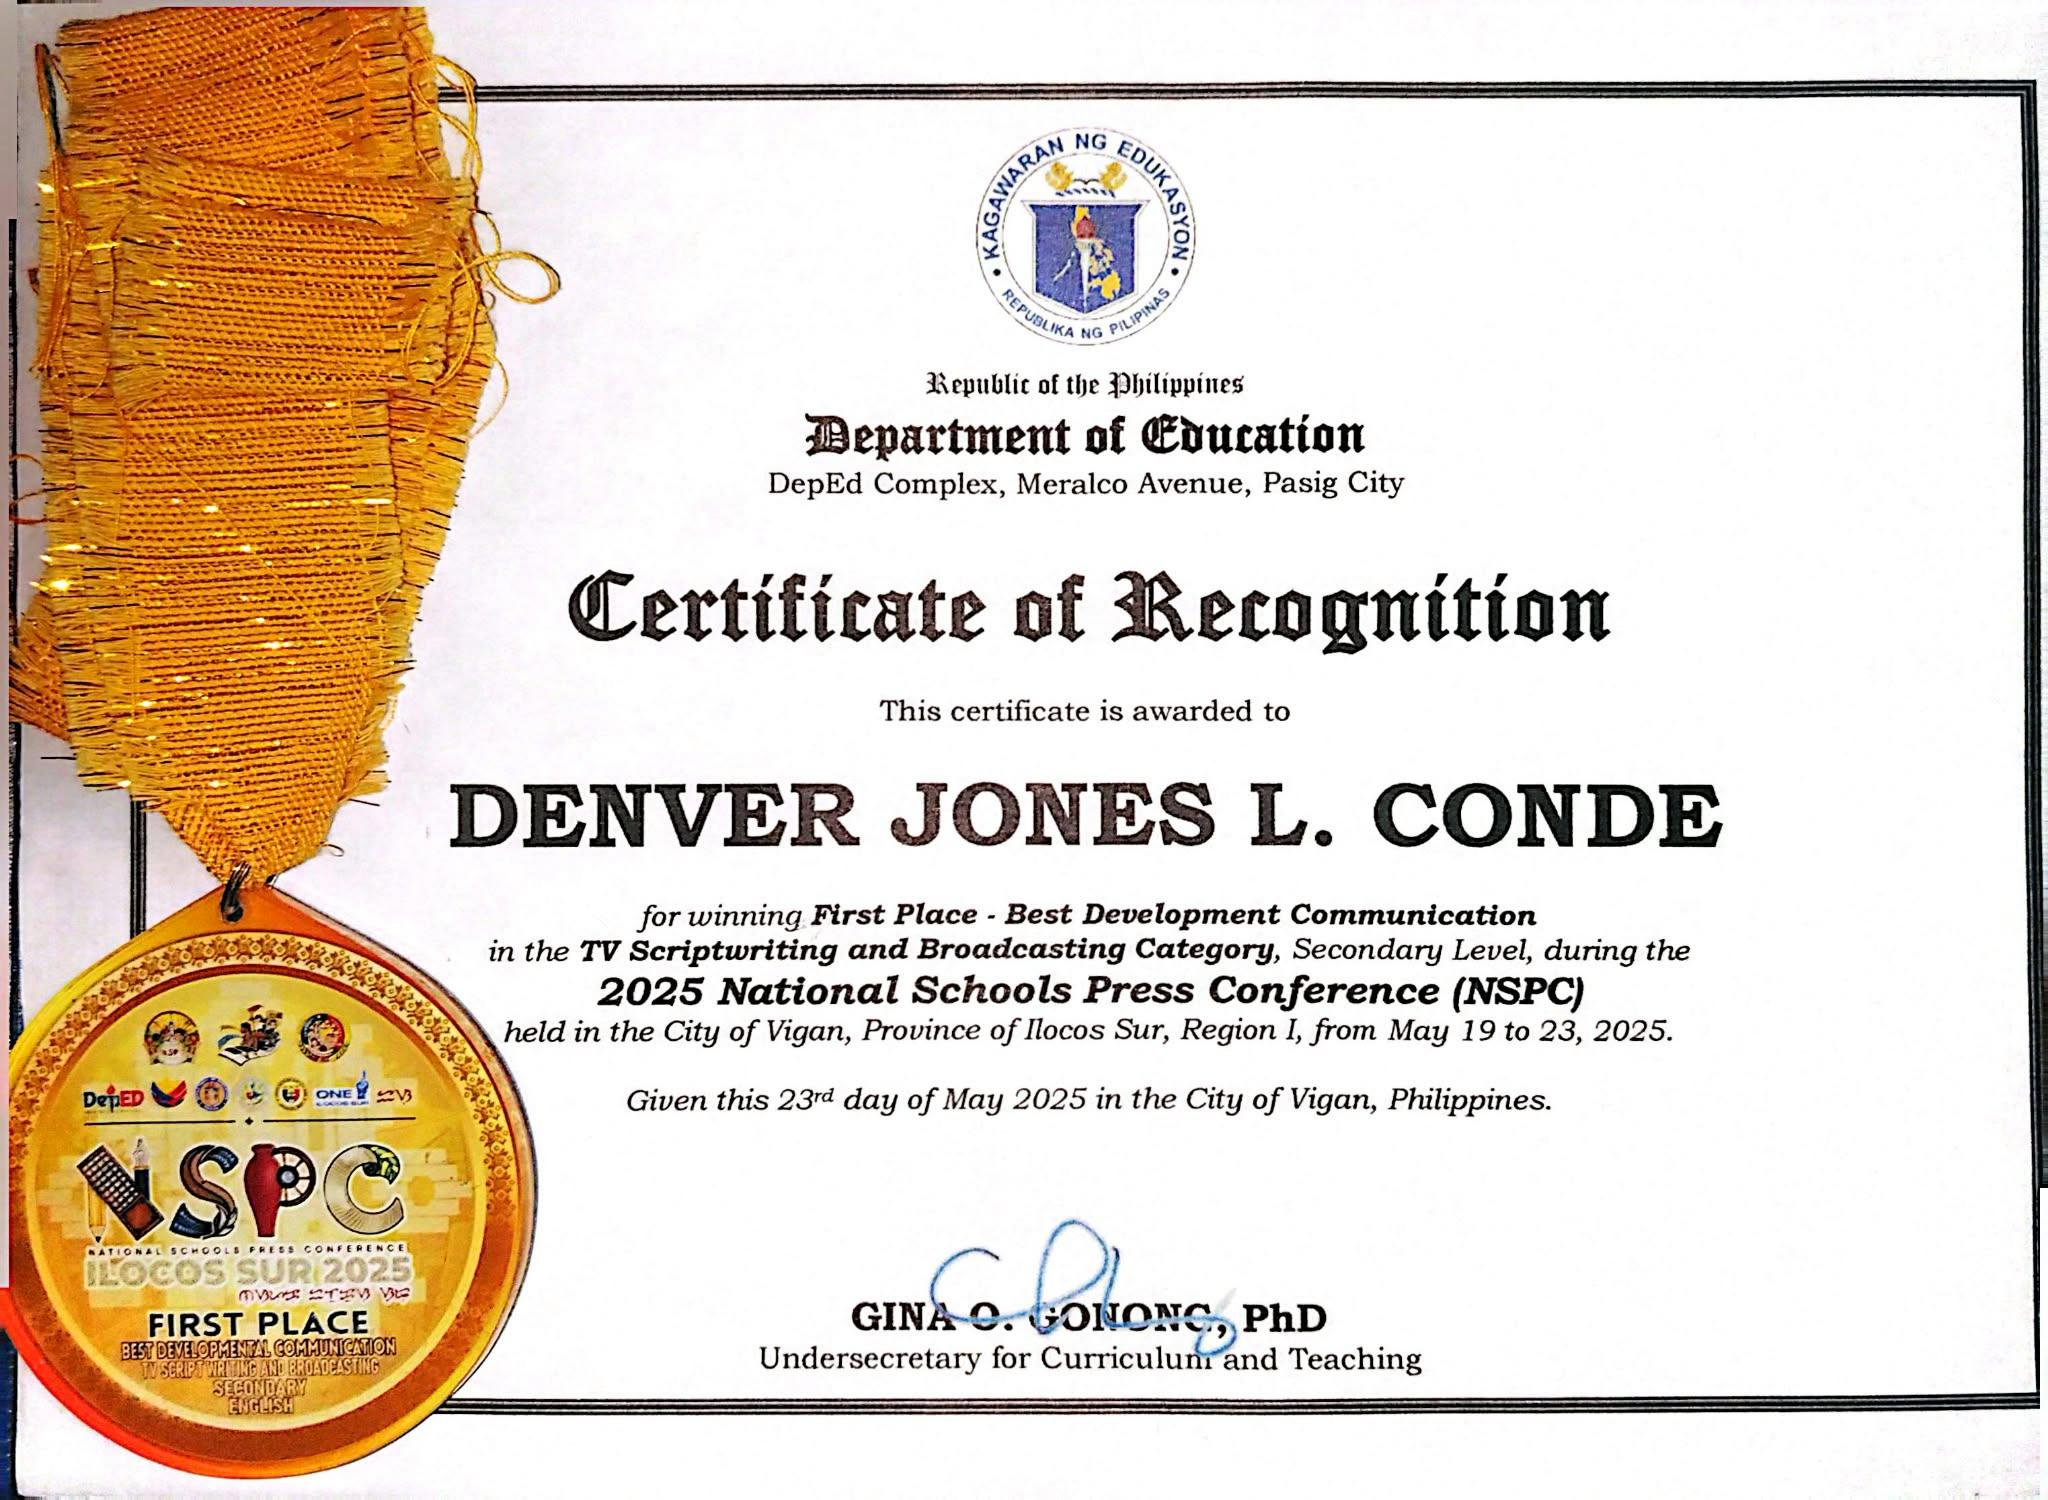 KAGAWARAN NG EDUKASYON
REPUBLIKA NG PILIPINAS
Republic of the Philippines
Department of Education
DepEd Complex, Meralco Avenue, Pasig City
Certificate of Recognition
This certificate is awarded to
DENVER JONES L. CONDE
for winning First Place - Best Development Communication
in the TV Scriptwriting and Broadcasting Category, Secondary Level, during the
2025 National Schools Press Conference (NSPC)
held in the City of Vigan, Province of Ilocos Sur, Region I, from May 19 to 23, 2025.
Given this 23rd day of May 2025 in the City of Vigan, Philippines.
GINA O. GONONG, PhD
Undersecretary for Curriculum and Teaching
DepED ONE ILOCOS SUR
NSPC
NATIONAL SCHOOLS PRESS CONFERENCE
ILOCOS SUR 2025
FIRST PLACE
BEST DEVELOPMENTAL COMMUNICATION
TV SCRIPT WRITING AND BROADCASTING
SECONDARY
ENGLISH